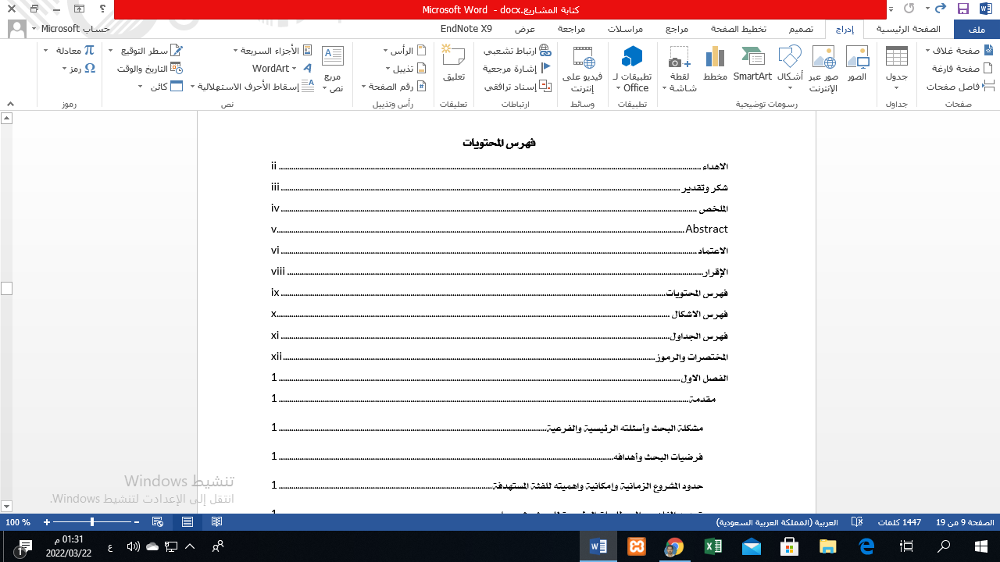 كتابة المشاريع.docx - Microsoft Word
ملف الصفحة الرئيسية إدراج تصميم تخطيط الصفحة مراجع مراسلات مراجعة عرض EndNote X9 حساب Microsoft
صفحة غلاف
صفحة فارغة
فاصل صفحات
صفحات
جدول
جداول
الصور
صور عبر الإنترنت
أشكال
SmartArt
مخطط
لقطة شاشة
رسومات توضيحية
تطبيقات لـ Office
تطبيقات
فيديو على إنترنت
وسائط
ارتباط تشعبي
إشارة مرجعية
إسناد ترافقي
ارتباطات
تعليق
تعليقات
الرأس
تذييل
رقم الصفحة
رأس وتذييل
مربع نص
الأجزاء السريعة
WordArt
إسقاط الأحرف الاستهلالية
سطر التوقيع
التاريخ والوقت
كائن
نص
معادلة
رمز
رموز
فهرس المحتويات
الاهداء ii
شكر وتقدير iii
الملخص iv
Abstract v
الاعتماد vi
الإقرار viii
فهرس المحتويات ix
فهرس الاشكال x
فهرس الجداول xi
المختصرات والرموز xii
الفصل الاول 1
مقدمة 1
مشكلة البحث وأسئلته الرئيسية والفرعية 1
فرضيات البحث وأهدافه 1
حدود المشروع الزمانية وإمكانية واهميته للفئة المستهدفة 1
تنشيط Windows
انتقل إلى الإعدادت لتنشيط Windows.
الصفحة 9 من 19 1447 كلمات العربية (المملكة العربية السعودية) 100 %
01:31 م
ع
2022/03/22